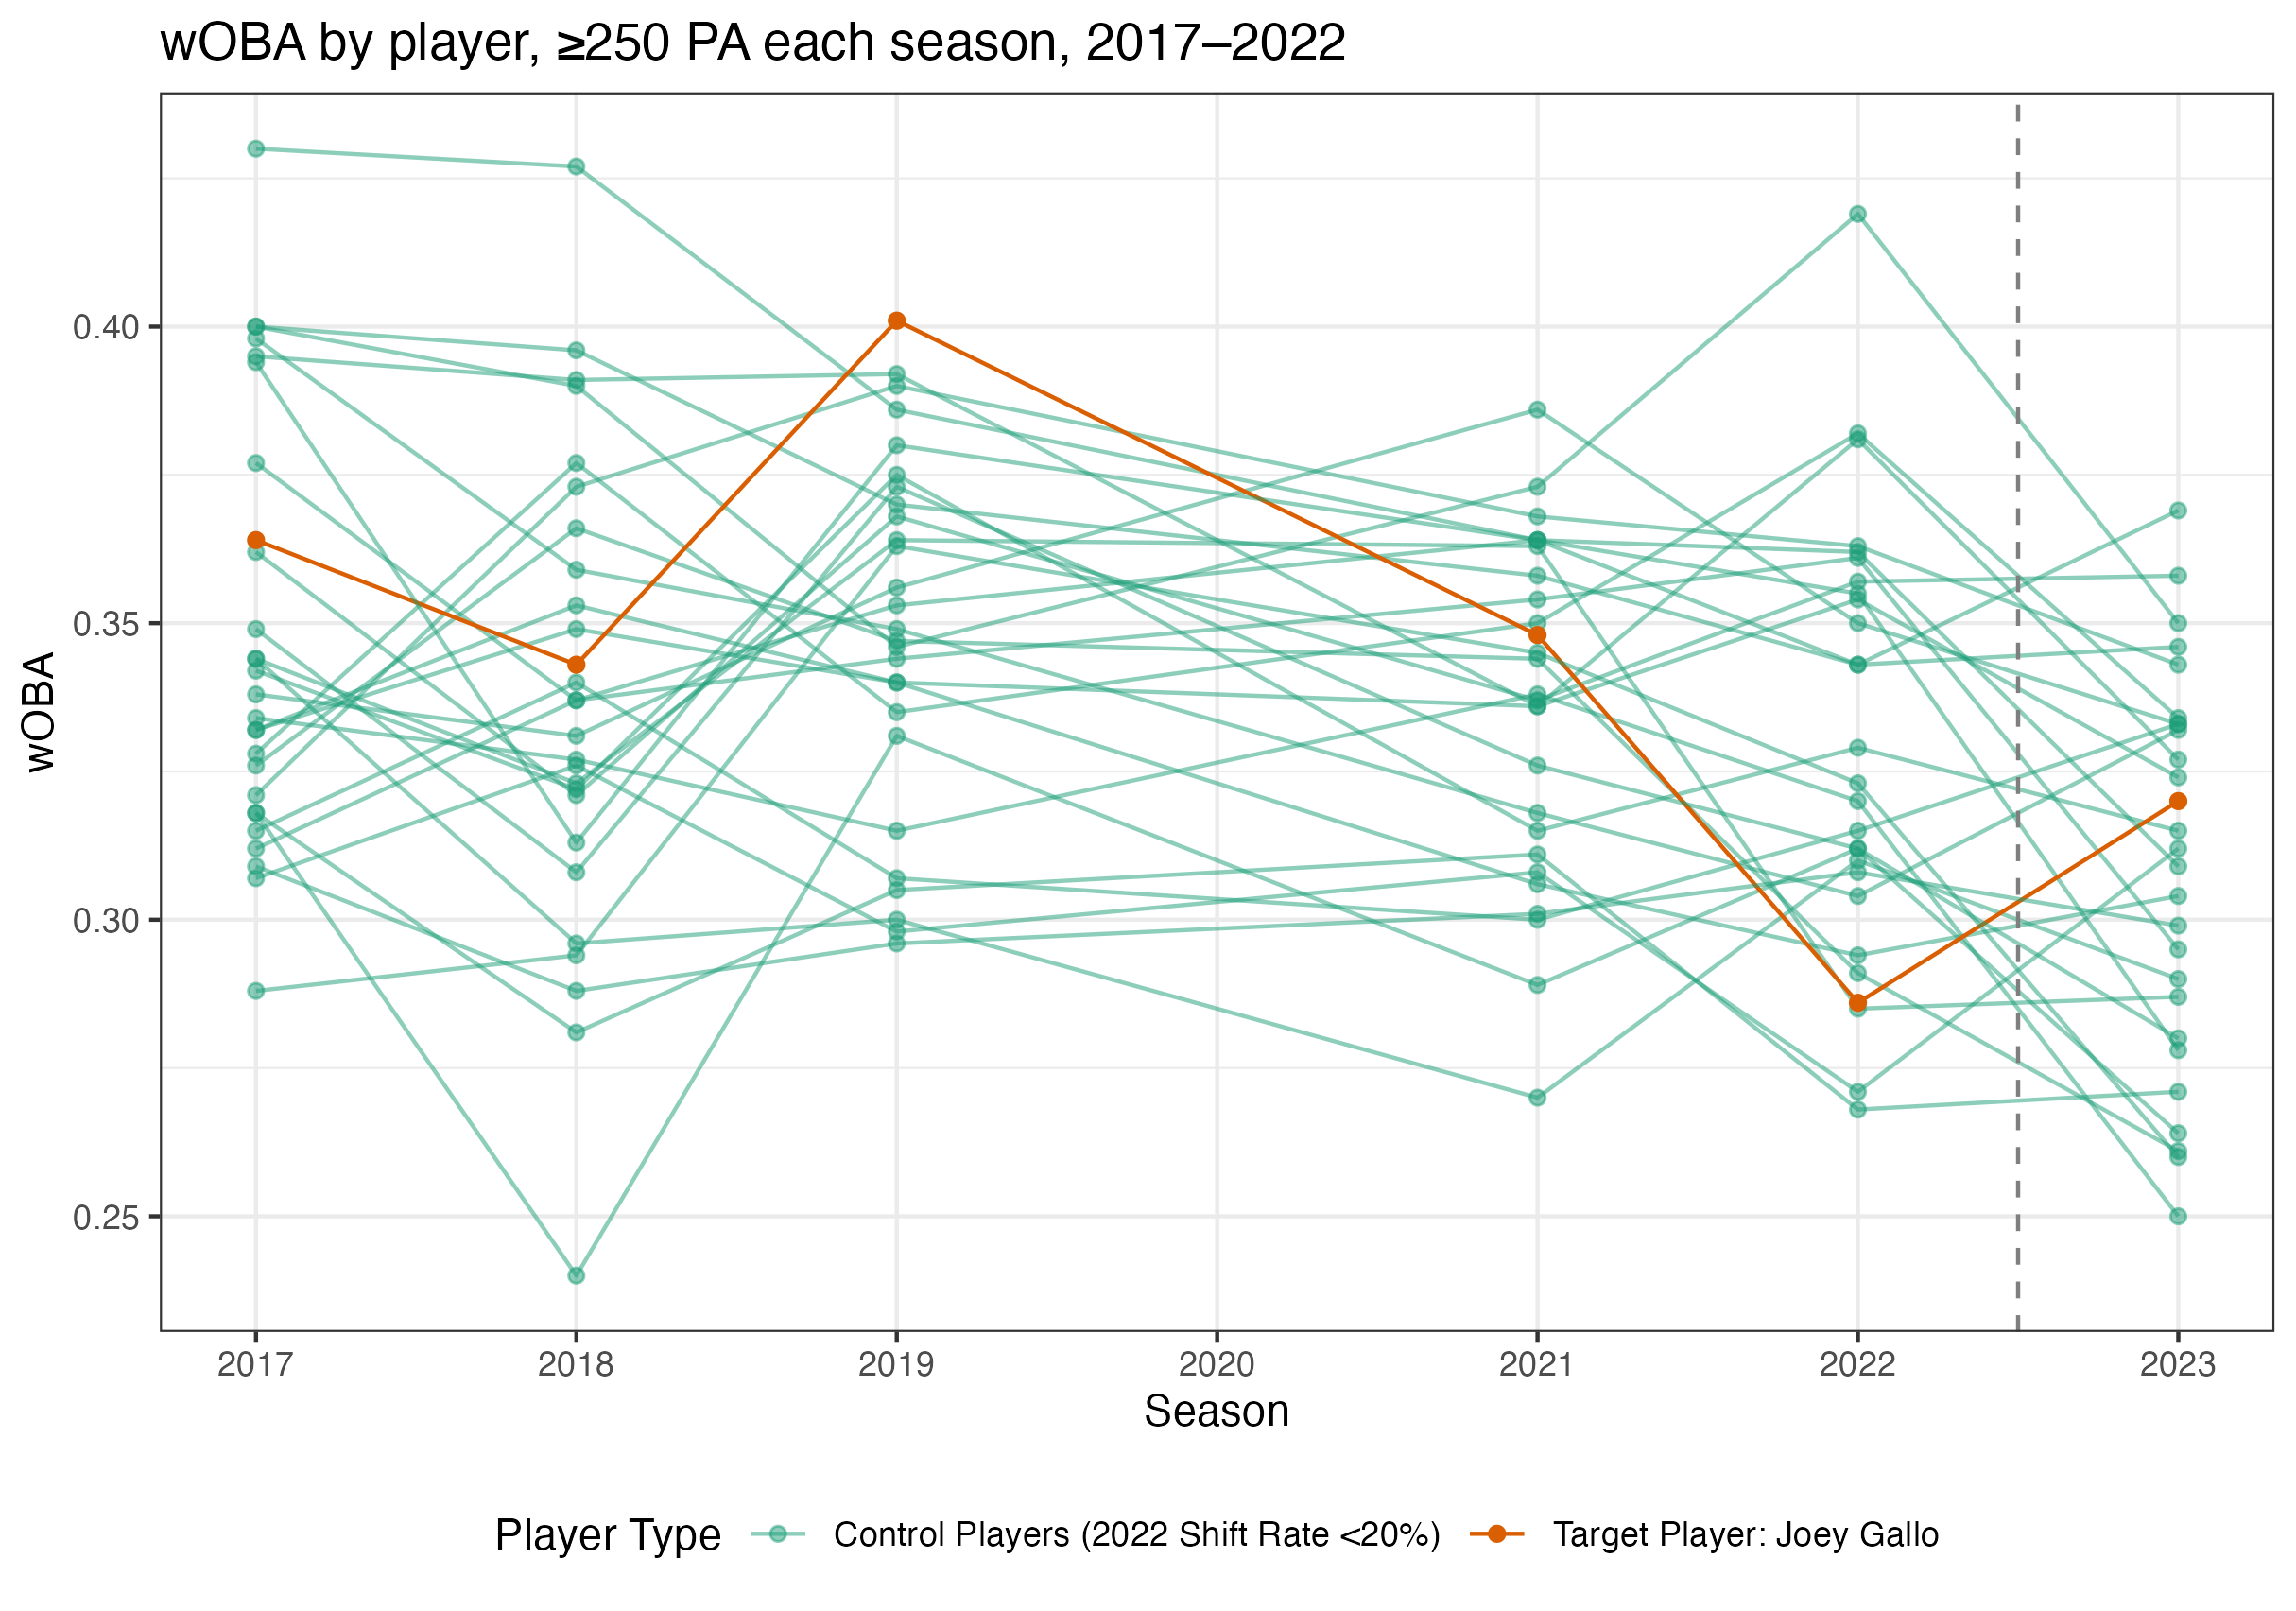 wOBA by player, ≥250 PA each season, 2017–2022
wOBA
0.40
0.35
0.30
0.25
2017 2018 2019 2020 2021 2022 2023
Season
Player Type Control Players (2022 Shift Rate <20%) Target Player: Joey Gallo